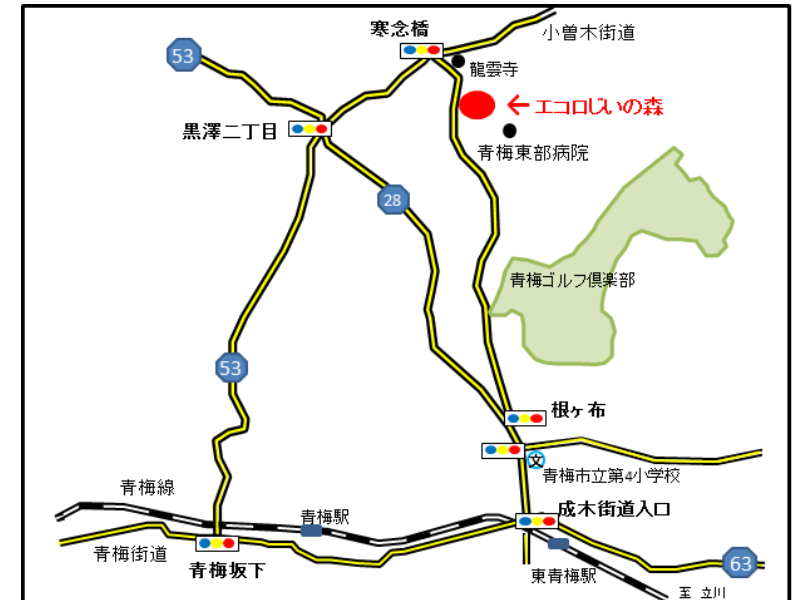 寒念橋
小曽木街道
53
龍雲寺
←エコロじいの森
黒澤二丁目
青梅東部病院
28
青梅ゴルフ倶楽部
53
根ヶ布
文
青梅市立第4小学校
青梅線
青梅駅
成木街道入口
青梅街道
青梅坂下
東青梅駅
63
至 立川